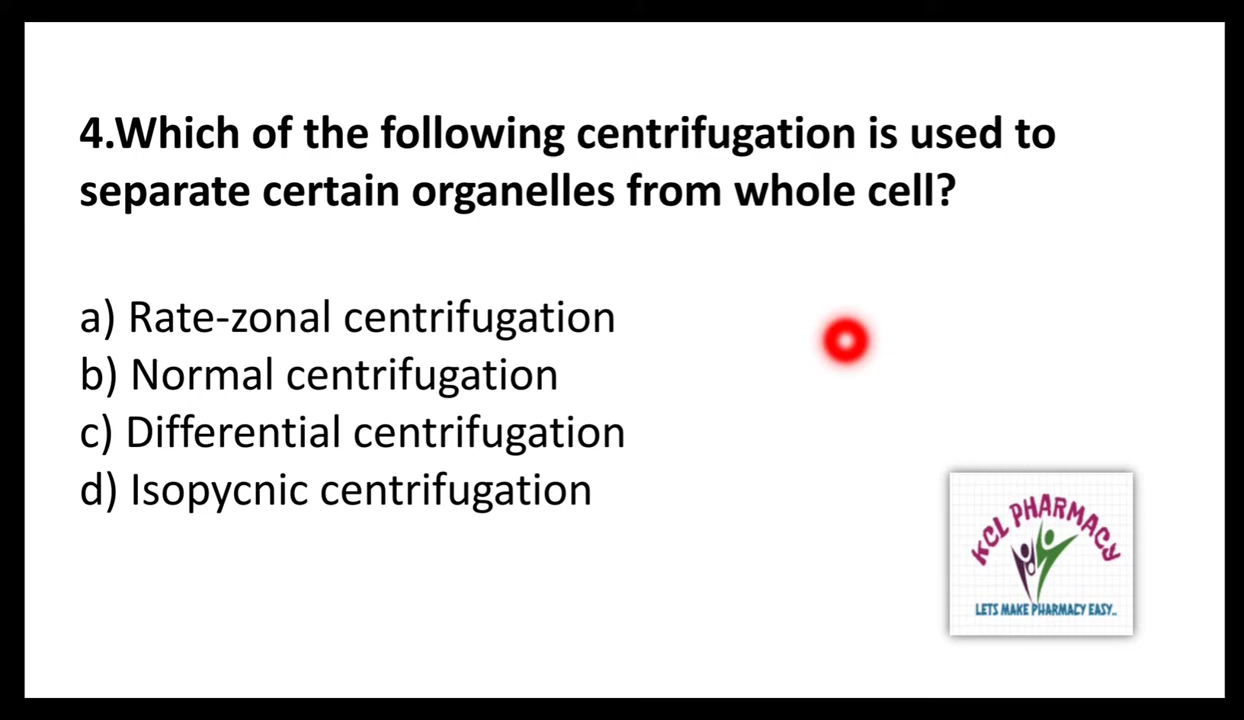 4.Which of the following centrifugation is used to
separate certain organelles from whole cell?
a) Rate-zonal centrifugation
b) Normal centrifugation
c) Differential centrifugation
d) Isopycnic centrifugation
KCL PHARMACY
LETS MAKE PHARMACY EASY..